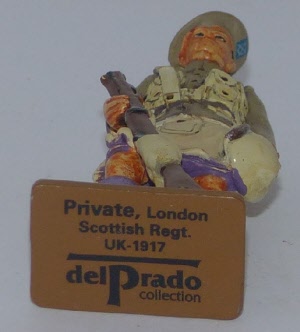 Private, London
Scottish Regt.
UK-1917
delPrado
collection